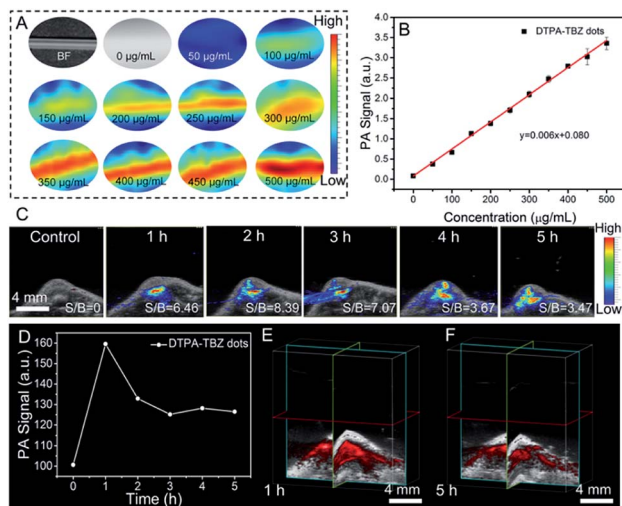 A
BF
0 µg/mL
50 µg/mL
100 µg/mL
150 µg/mL
200 µg/mL
250 µg/mL
300 µg/mL
350 µg/mL
400 µg/mL
450 µg/mL
500 µg/mL
High
Low
B
PA Signal (a.u.)
4.0
3.5
3.0
2.5
2.0
1.5
1.0
0.5
0.0
DTPA-TBZ dots
y=0.006x+0.080
0 100 200 300 400 500
Concentration (µg/mL)
C
Control
1 h
2 h
3 h
4 h
5 h
4 mm
S/B=0
S/B=6.46
S/B=8.39
S/B=7.07
S/B=3.67
S/B=3.47
High
Low
D
PA Signal (a.u.)
160
150
140
130
120
110
100
DTPA-TBZ dots
0 1 2 3 4 5
Time (h)
E
1 h
4 mm
F
5 h
4 mm